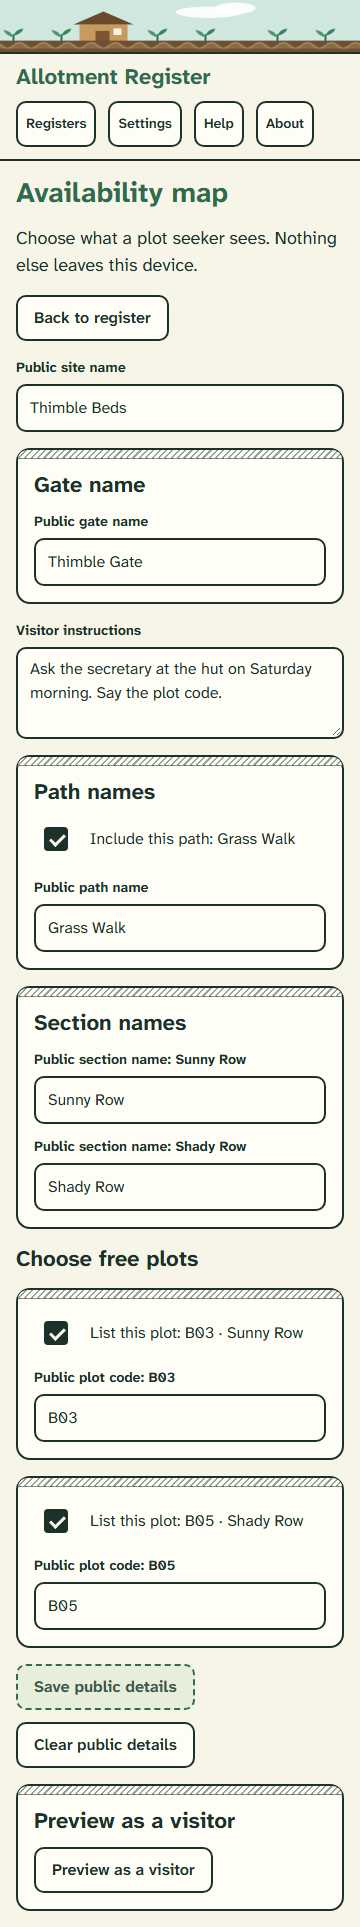 Allotment Register
Registers
Settings
Help
About
Availability map
Choose what a plot seeker sees. Nothing
else leaves this device.
Back to register
Public site name
Thimble Beds
Gate name
Public gate name
Thimble Gate
Visitor instructions
Ask the secretary at the hut on Saturday
morning. Say the plot code.
Path names
Include this path: Grass Walk
Public path name
Grass Walk
Section names
Public section name: Sunny Row
Sunny Row
Public section name: Shady Row
Shady Row
Choose free plots
List this plot: B03 · Sunny Row
Public plot code: B03
B03
List this plot: B05 · Shady Row
Public plot code: B05
B05
Save public details
Clear public details
Preview as a visitor
Preview as a visitor